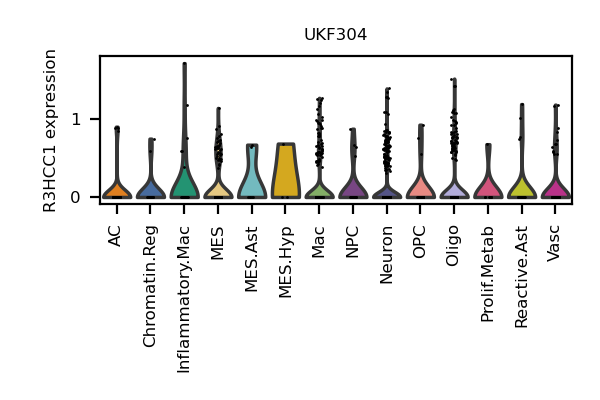 UKF304
R3HCC1 expression
1
0
AC
Chromatin.Reg
Inflammatory.Mac
MES
MES.Ast
MES.Hyp
Mac
NPC
Neuron
OPC
Oligo
Prolif.Metab
Reactive.Ast
Vasc